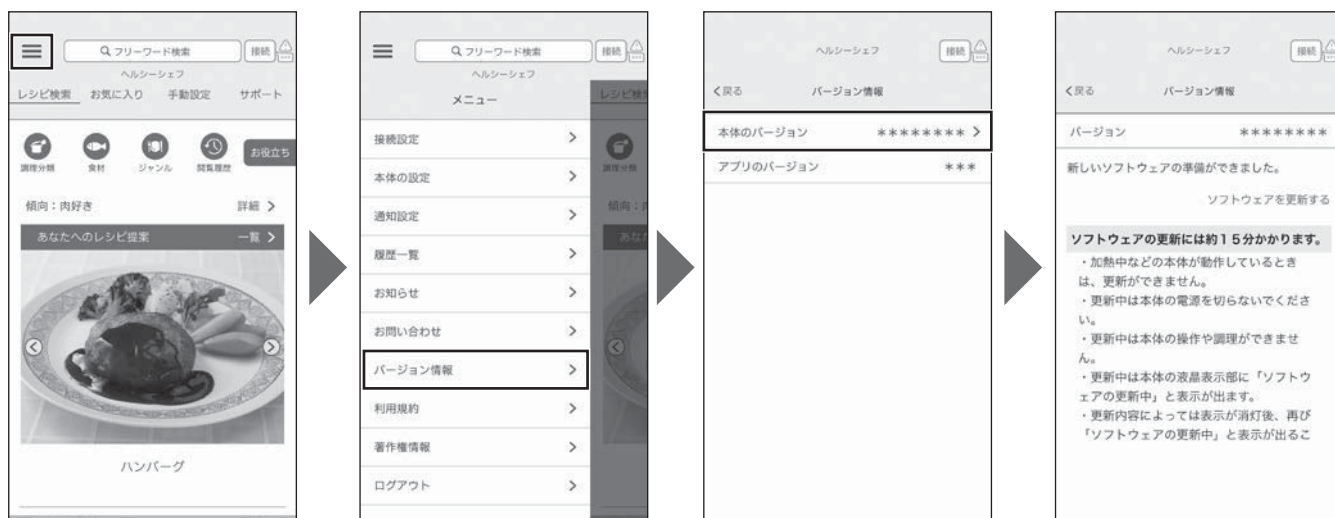 フリーワード検索
接続
ヘルシーシェフ
レシピ検索 お気に入り 手動設定 サポート
調理分類 食材 ジャンル 閲覧履歴 お役立ち
傾向：肉好き 詳細
あなたへのレシピ提案 一覧
ハンバーグ
フリーワード検索
接続
ヘルシーシェフ
メニュー
レシピ検
接続設定
本体の設定
調理分類
通知設定
傾向：
履歴一覧
あな
お知らせ
お問い合わせ
バージョン情報
利用規約
著作権情報
ログアウト
ヘルシーシェフ
接続
く戻る バージョン情報
本体のバージョン ********
アプリのバージョン ***
ヘルシーシェフ
接続
く戻る バージョン情報
バージョン ********
新しいソフトウェアの準備ができました。
ソフトウェアを更新する
ソフトウェアの更新には約１５分かかります。
・加熱中などの本体が動作しているとき
は、更新ができません。
・更新中は本体の電源を切らないでくださ
い。
・更新中は本体の操作や調理ができませ
ん。
・更新中は本体の液晶表示部に「ソフトウ
ェアの更新中」と表示が出ます。
・更新内容によっては表示が消灯後、再び
「ソフトウェアの更新中」と表示が出るこ